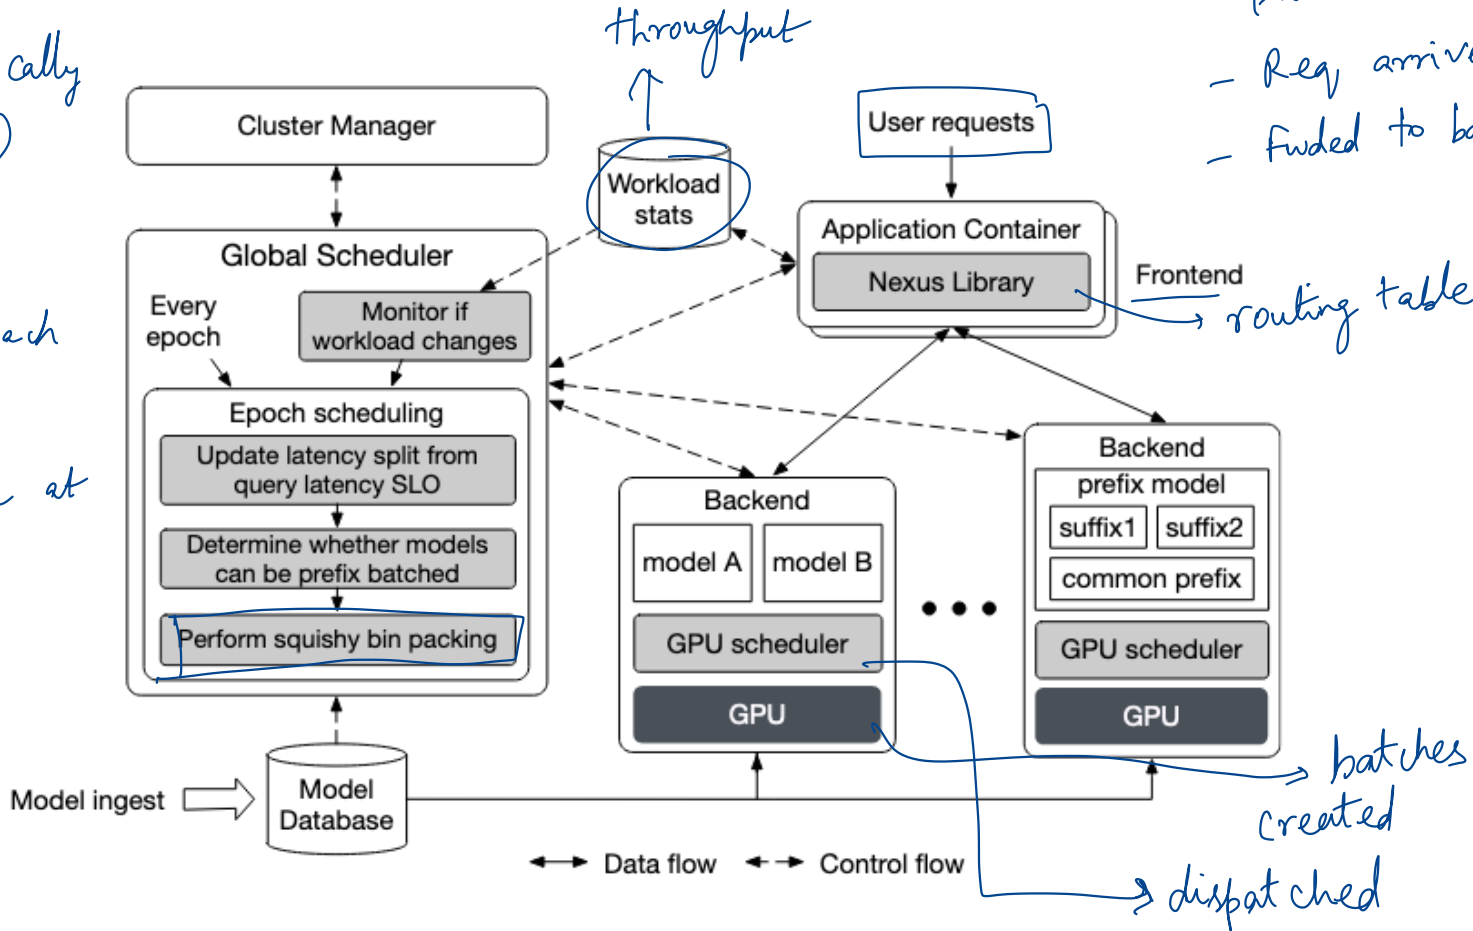 throughput
cally
- Req
- Fwded to
Cluster Manager
User requests
Workload
stats
Application Container
Nexus Library
Frontend
routing table
Global Scheduler
Every
epoch
Monitor if
workload changes
ach
Epoch scheduling
Update latency split from
query latency SLO
at
Determine whether models
can be prefix batched
Perform squishy bin packing
Backend
model A
model B
GPU scheduler
GPU
Backend
prefix model
suffix1
suffix2
common prefix
GPU scheduler
GPU
batches
created
dispatched
Model ingest
Model
Database
Data flow
Control flow